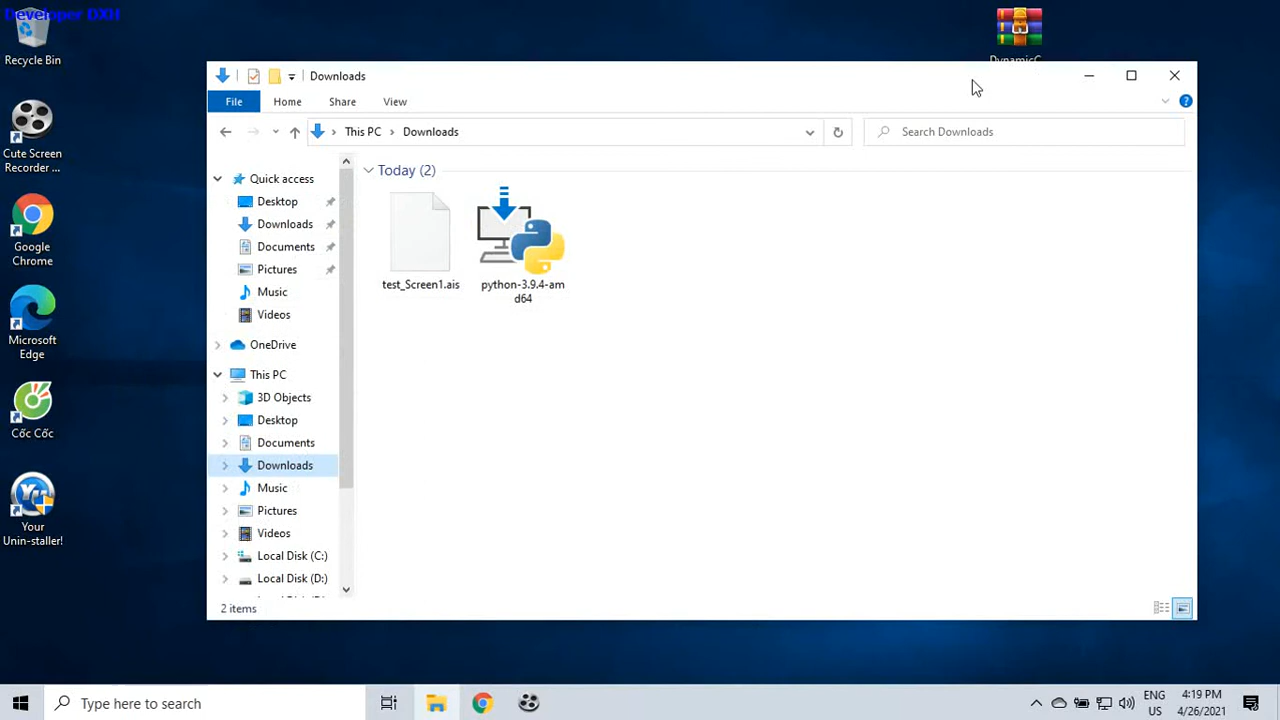 Developer DXH
Recycle Bin
DynamicC
Cute Screen
Recorder ...
Google
Chrome
Microsoft
Edge
Cốc Cốc
Your
Unin-staller!
Downloads
File Home Share View
This PC Downloads
Search Downloads
Quick access
Desktop
Downloads
Documents
Pictures
Music
Videos
OneDrive
This PC
3D Objects
Desktop
Documents
Downloads
Music
Pictures
Videos
Local Disk (C:)
Local Disk (D:)
Today (2)
test_Screen1.ais
python-3.9.4-am
d64
2 items
Type here to search
ENG
US
4:19 PM
4/26/2021